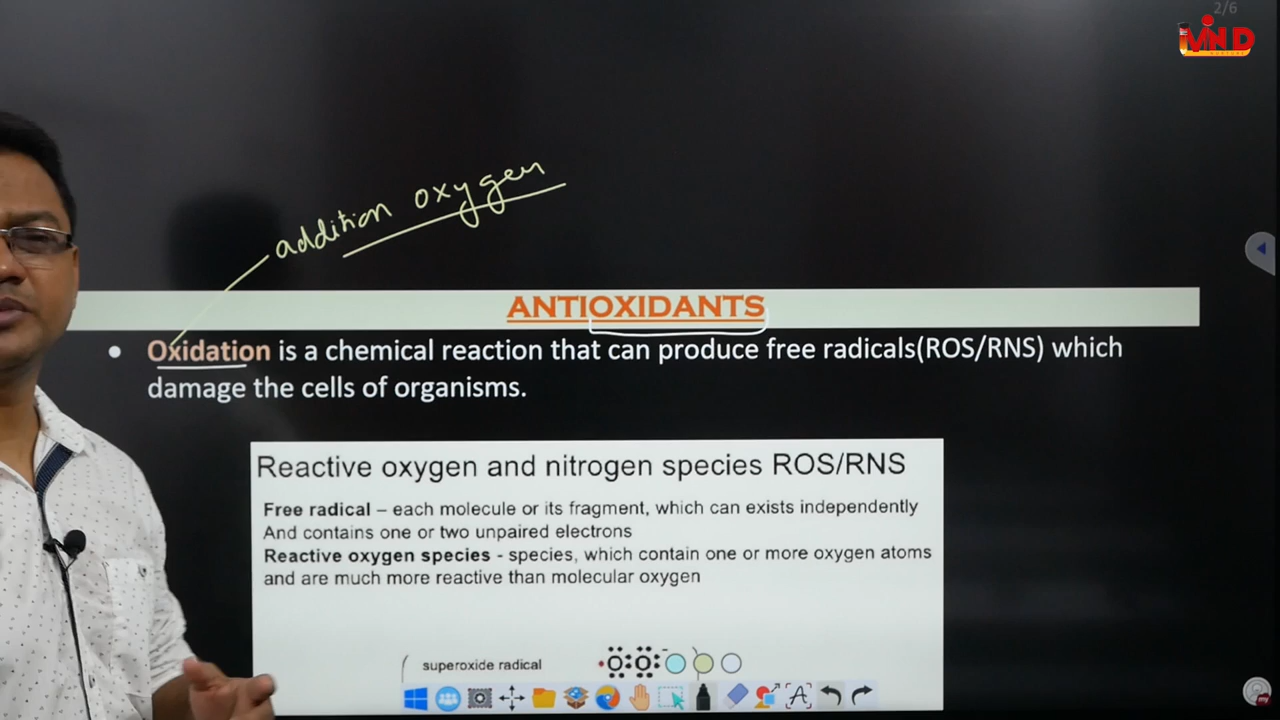 2/6
MIND
addition oxygen
ANTIOXIDANTS
• Oxidation is a chemical reaction that can produce free radicals(ROS/RNS) which
damage the cells of organisms.
Reactive oxygen and nitrogen species ROS/RNS
Free radical – each molecule or its fragment, which can exists independently
And contains one or two unpaired electrons
Reactive oxygen species - species, which contain one or more oxygen atoms
and are much more reactive than molecular oxygen
superoxide radical O O
A